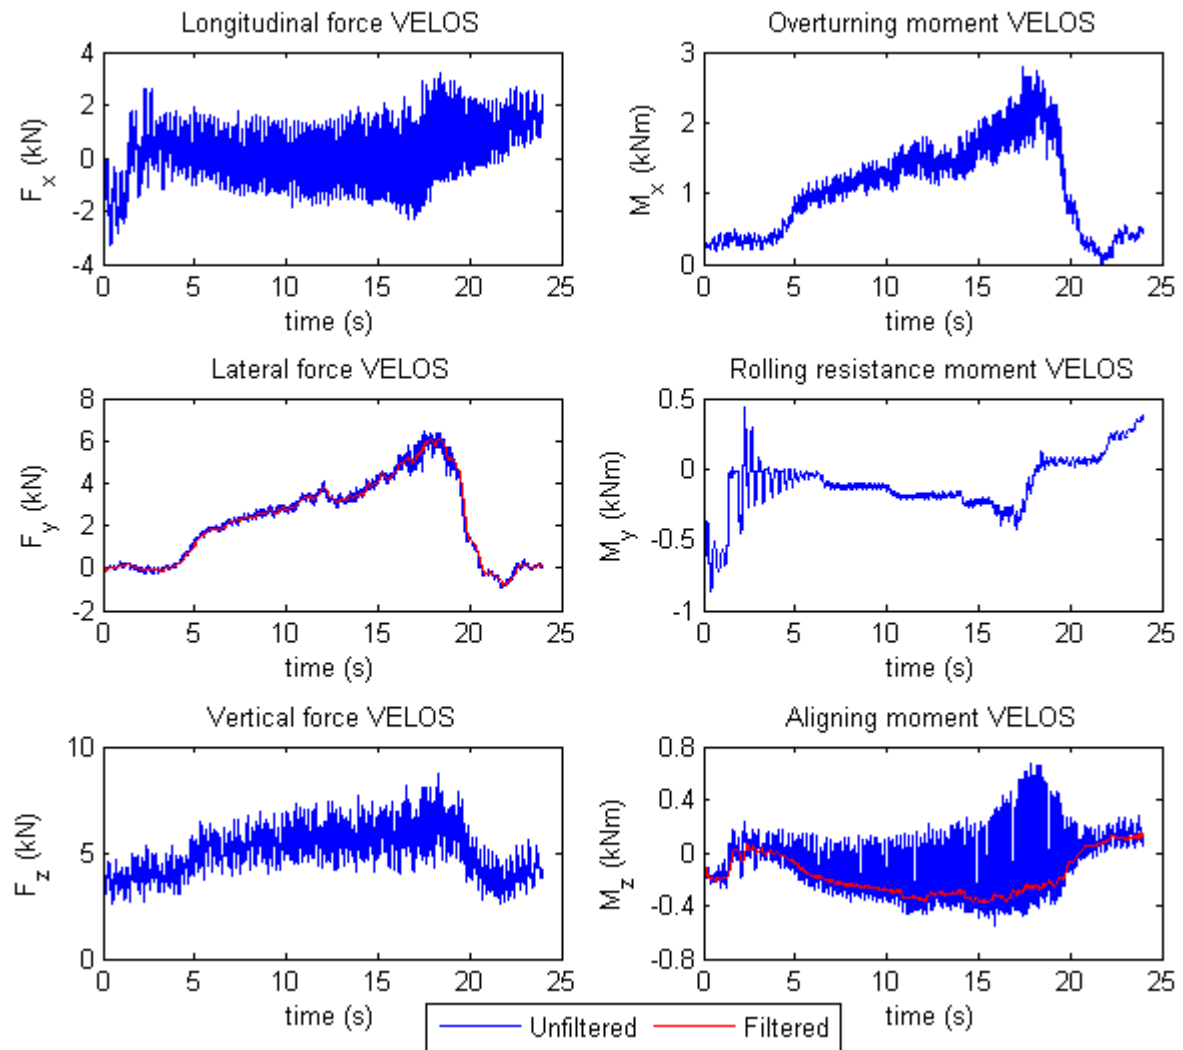 Longitudinal force VELOS
4
2
0
-2
-4
F_x (kN)
0 5 10 15 20 25
time (s)
Overturning moment VELOS
3
2
1
0
M_x (kNm)
0 5 10 15 20 25
time (s)
Lateral force VELOS
8
6
4
2
0
-2
F_y (kN)
0 5 10 15 20 25
time (s)
Rolling resistance moment VELOS
0.5
0
-0.5
-1
M_y (kNm)
0 5 10 15 20 25
time (s)
Vertical force VELOS
10
5
0
F_z (kN)
0 5 10 15 20 25
time (s)
Aligning moment VELOS
0.8
0.4
0
-0.4
-0.8
M_z (kNm)
0 5 10 15 20 25
time (s)
Unfiltered Filtered